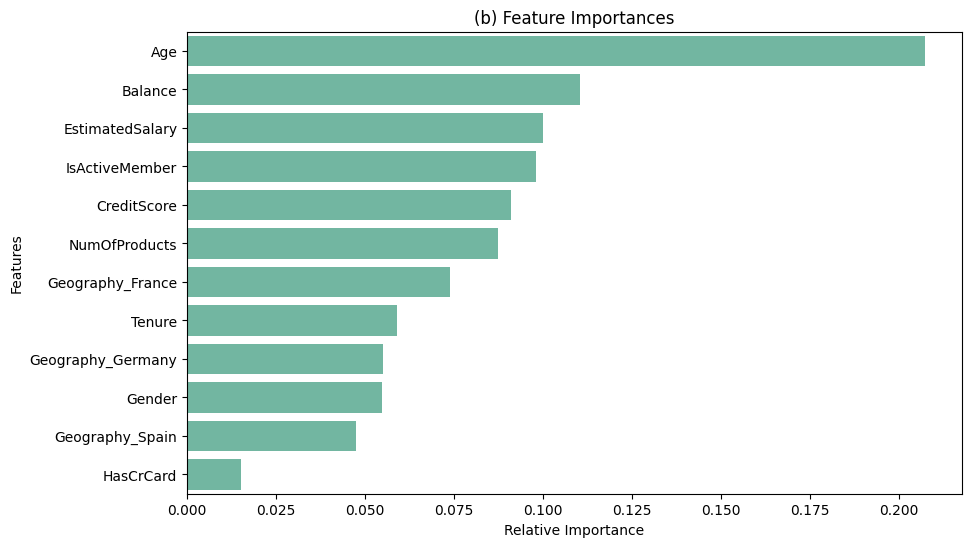 (b) Feature Importances
Features
Age
Balance
EstimatedSalary
IsActiveMember
CreditScore
NumOfProducts
Geography_France
Tenure
Geography_Germany
Gender
Geography_Spain
HasCrCard
0.000 0.025 0.050 0.075 0.100 0.125 0.150 0.175 0.200
Relative Importance